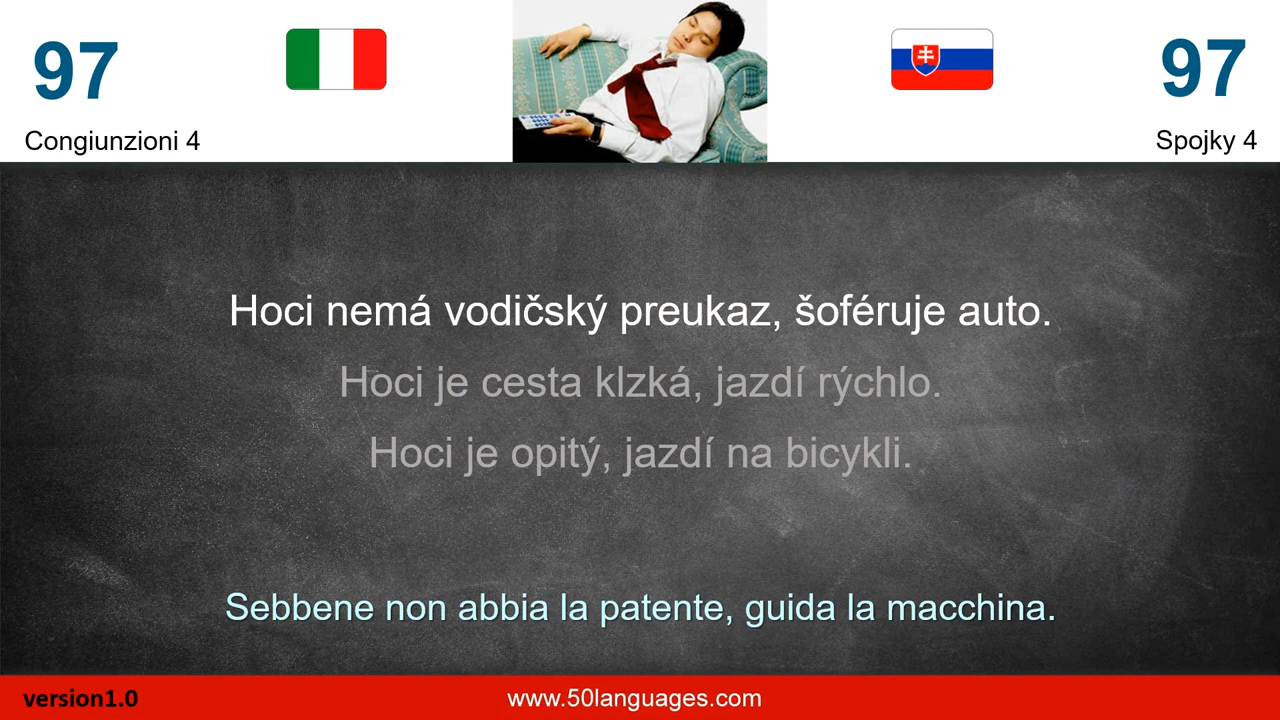 97
97
Congiunzioni 4
Spojky 4
Hoci nemá vodičský preukaz, šoféruje auto.
Hoci je cesta klzká, jazdí rýchlo.
Hoci je opitý, jazdí na bicykli.
Sebbene non abbia la patente, guida la macchina.
version1.0
www.50languages.com